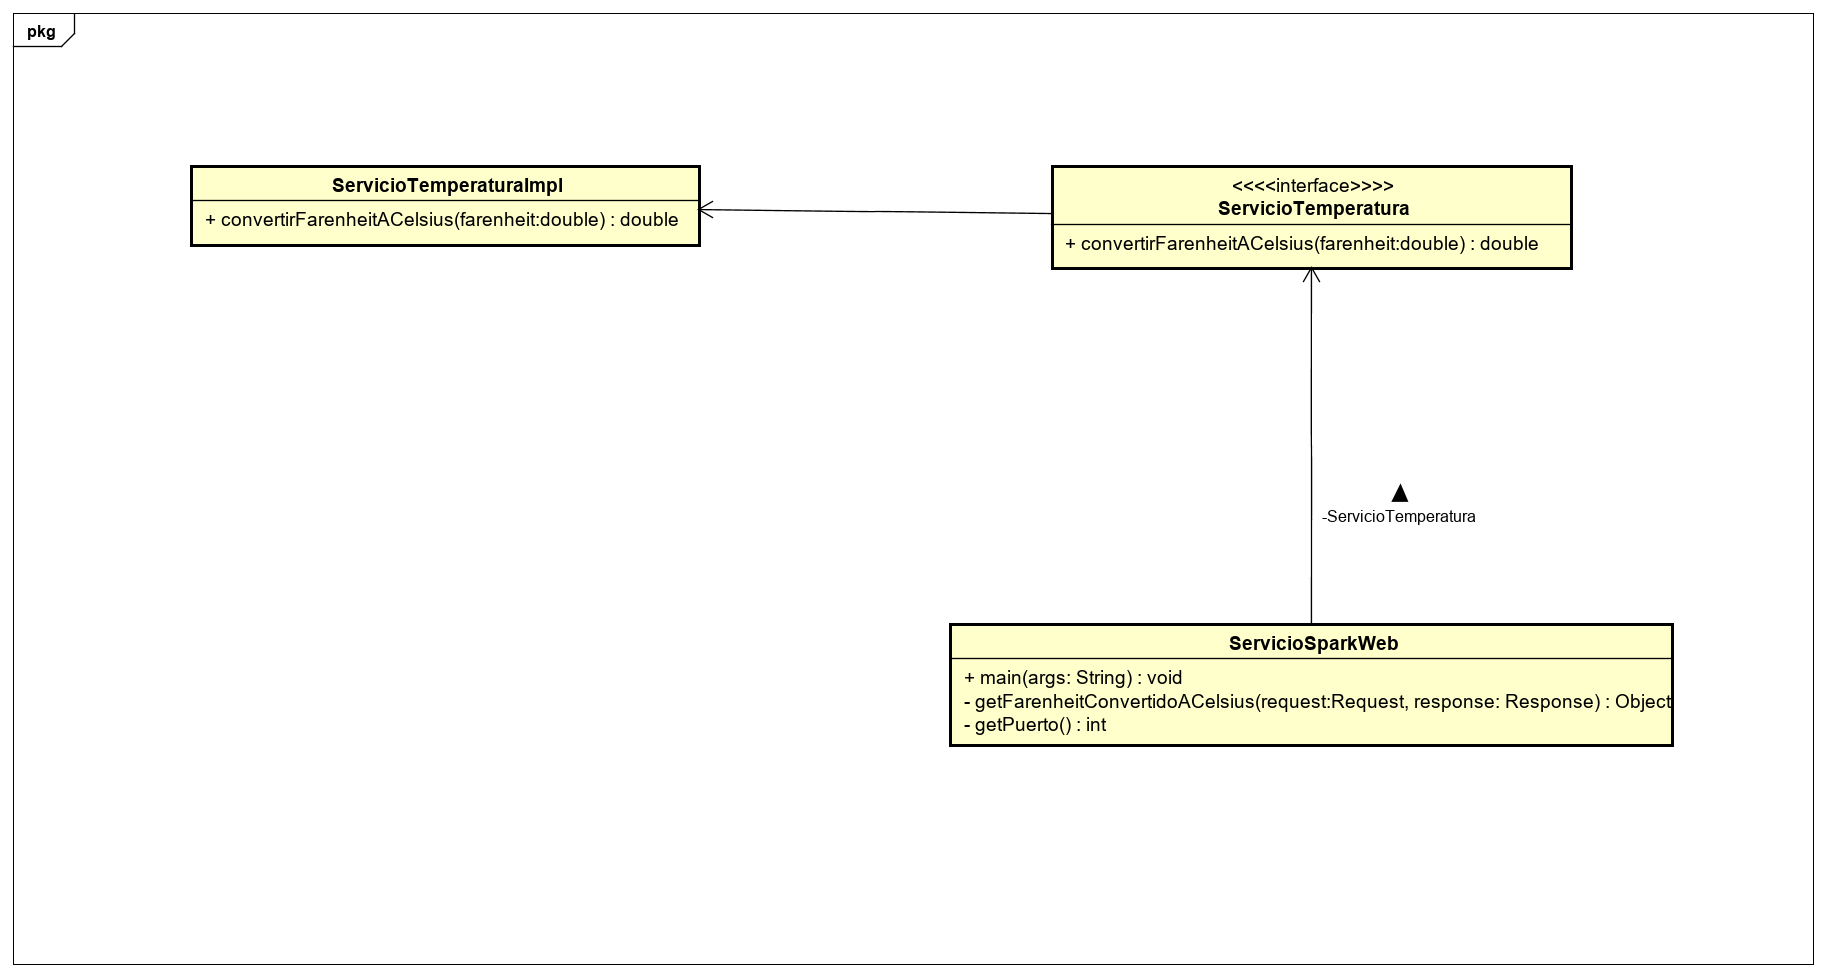 pkg
ServicioTemperaturaImpl
+ convertirFarenheitACelsius(farenheit:double) : double
<<<<interface>>>>
ServicioTemperatura
+ convertirFarenheitACelsius(farenheit:double) : double
-ServicioTemperatura
ServicioSparkWeb
+ main(args: String) : void
- getFarenheitConvertidoACelsius(request:Request, response: Response) : Object
- getPuerto() : int